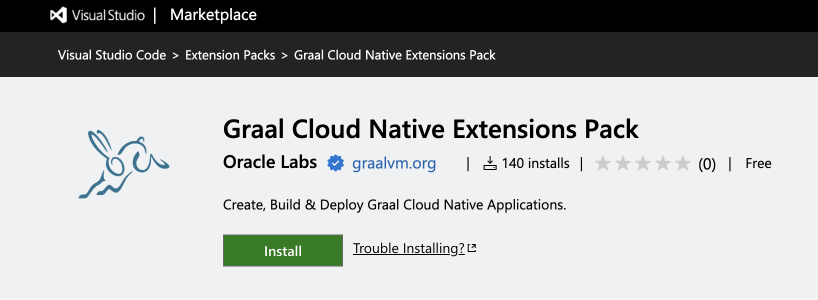 Visual Studio | Marketplace
Visual Studio Code > Extension Packs > Graal Cloud Native Extensions Pack
Graal Cloud Native Extensions Pack
Oracle Labs graalvm.org | 140 installs | (0) | Free
Create, Build & Deploy Graal Cloud Native Applications.
Install Trouble Installing?